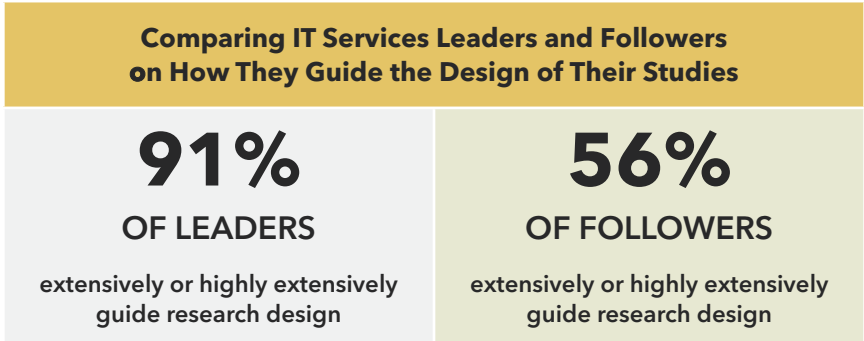 Comparing IT Services Leaders and Followers
on How They Guide the Design of Their Studies
91%
OF LEADERS
extensively or highly extensively
guide research design
56%
OF FOLLOWERS
extensively or highly extensively
guide research design